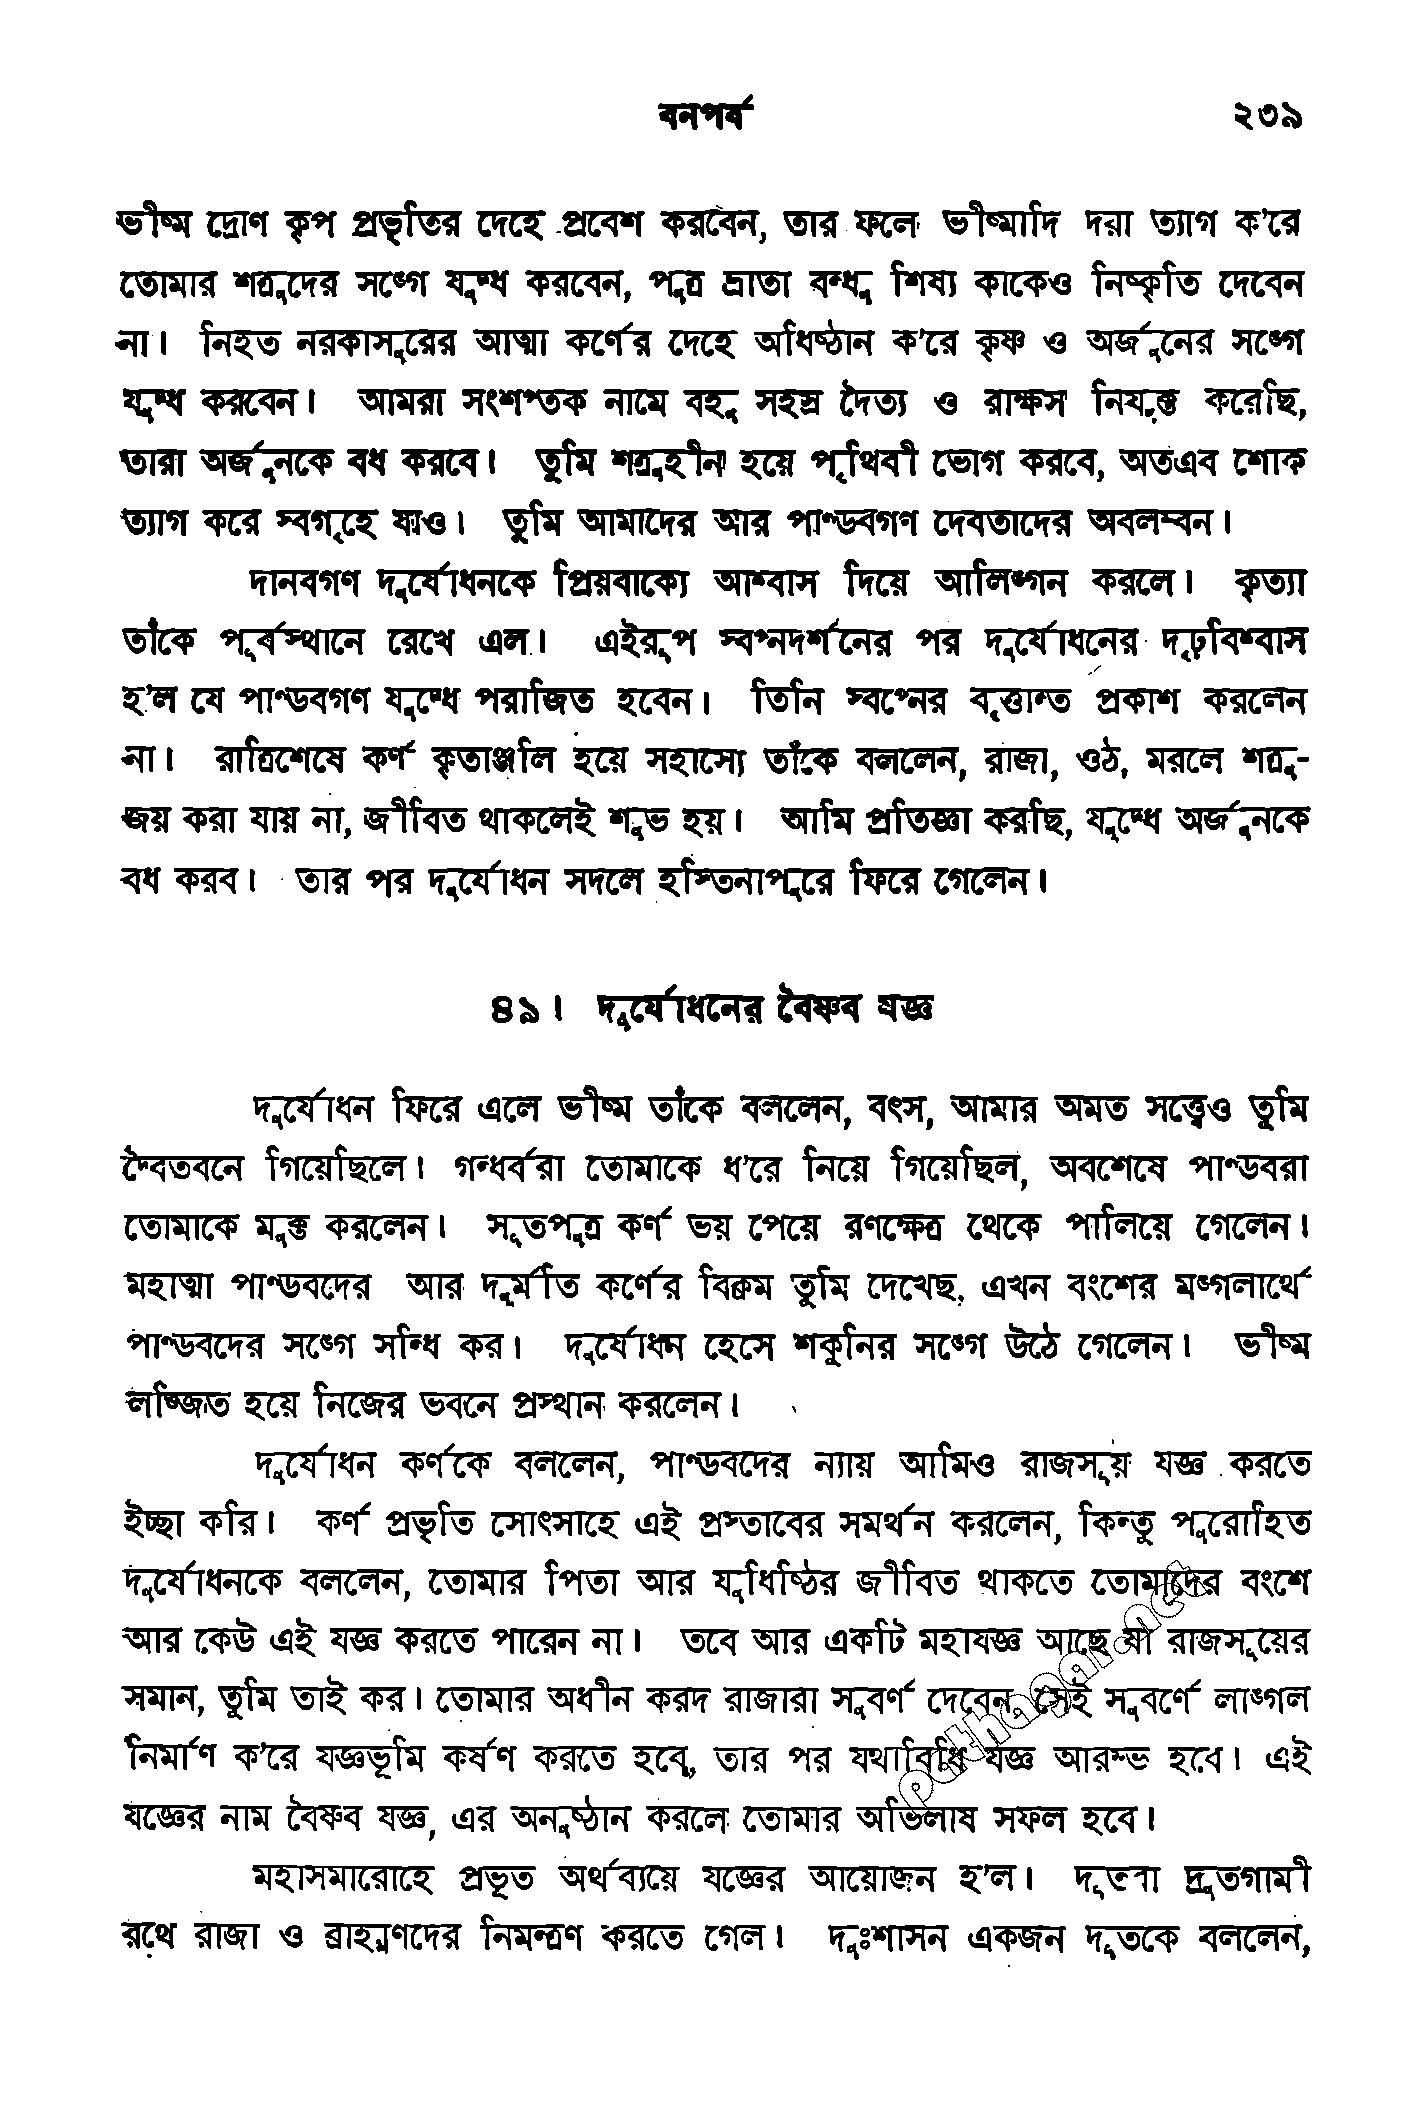 বনপর্ব ২৩৯
ভীষ্ম দ্রোণ কৃপ প্রভৃতির দেহে প্রবেশ করবেন, তার ফলে ভীষ্মাদি দয়া ত্যাগ ক'রে
তোমার শত্রুদের সঙ্গে যুদ্ধ করবেন, পুত্র ভ্রাতা বন্ধু শিষ্য কাকেও নিষ্কৃতি দেবেন
না। নিহত নরকাসুরের আত্মা কর্ণের দেহে অধিষ্ঠান ক'রে কৃষ্ণ ও অর্জুনের সঙ্গে
যুদ্ধ করবেন। আমরা সংশপ্তক নামে বহু সহস্র দৈত্য ও রাক্ষস নিযুক্ত করেছি,
তারা অর্জুনকে বধ করবে। তুমি শত্রুহীন হয়ে পৃথিবী ভোগ করবে, অতএব শোক
ত্যাগ করে স্বগৃহে যাও। তুমি আমাদের আর পাণ্ডবগণ দেবতাদের অবলম্বন।
দানবগণ দুর্যোধনকে প্রিয়বাক্যে আশ্বাস দিয়ে আলিঙ্গন করলে। কৃত্যা
তাঁকে পূর্বস্থানে রেখে এল। এইরূপ স্বপ্নদর্শনের পর দুর্যোধনের দৃঢ়বিশ্বাস
হ'ল যে পাণ্ডবগণ যুদ্ধে পরাজিত হবেন। তিনি স্বপ্নের বৃত্তান্ত প্রকাশ করলেন
না। রাত্রিশেষে কর্ণ কৃতাঞ্জলি হয়ে সহাস্যে তাঁকে বললেন, রাজা, ওঠ, মরলে শত্রু-
জয় করা যায় না, জীবিত থাকলেই শুভ হয়। আমি প্রতিজ্ঞা করছি, যুদ্ধে অর্জুনকে
বধ করব। তার পর দুর্যোধন সদলে হস্তিনাপুরে ফিরে গেলেন।
৪৯। দুর্যোধনের বৈষ্ণব যজ্ঞ
দুর্যোধন ফিরে এলে ভীষ্ম তাঁকে বললেন, বৎস, আমার অমত সত্ত্বেও তুমি
দ্বৈতবনে গিয়েছিলে। গন্ধর্বরা তোমাকে ধ'রে নিয়ে গিয়েছিল, অবশেষে পাণ্ডবরা
তোমাকে মুক্ত করলেন। সূতপুত্র কর্ণ ভয় পেয়ে রণক্ষেত্র থেকে পালিয়ে গেলেন।
মহাত্মা পাণ্ডবদের আর দুর্মতি কর্ণের বিক্রম তুমি দেখেছ, এখন বংশের মঙ্গলার্থে
পাণ্ডবদের সঙ্গে সন্ধি কর। দুর্যোধন হেসে শকুনির সঙ্গে উঠে গেলেন। ভীষ্ম
লজ্জিত হয়ে নিজের ভবনে প্রস্থান করলেন।
দুর্যোধন কর্ণকে বললেন, পাণ্ডবদের ন্যায় আমিও রাজসূয় যজ্ঞ করতে
ইচ্ছা করি। কর্ণ প্রভৃতি সোৎসাহে এই প্রস্তাবের সমর্থন করলেন, কিন্তু পুরোহিত
দুর্যোধনকে বললেন, তোমার পিতা আর যুধিষ্ঠির জীবিত থাকতে তোমাদের বংশে
আর কেউ এই যজ্ঞ করতে পারেন না। তবে আর একটি মহাযজ্ঞ আছে যা রাজসূয়ের
সমান, তুমি তাই কর। তোমার অধীন করদ রাজারা সুবর্ণ দেবেন, সেই সুবর্ণে লাঙ্গল
নির্মাণ ক'রে যজ্ঞভূমি কর্ষণ করতে হবে, তার পর যথাবিধি যজ্ঞ আরম্ভ হবে। এই
যজ্ঞের নাম বৈষ্ণব যজ্ঞ, এর অনুষ্ঠান করলে তোমার অভিলাষ সফল হবে।
মহাসমারোহে প্রভূত অর্থব্যয়ে যজ্ঞের আয়োজন হ'ল। দূতরা দ্রুতগামী
রথে রাজা ও ব্রাহ্মণদের নিমন্ত্রণ করতে গেল। দুঃশাসন একজন দূতকে বললেন,
pathagar.net